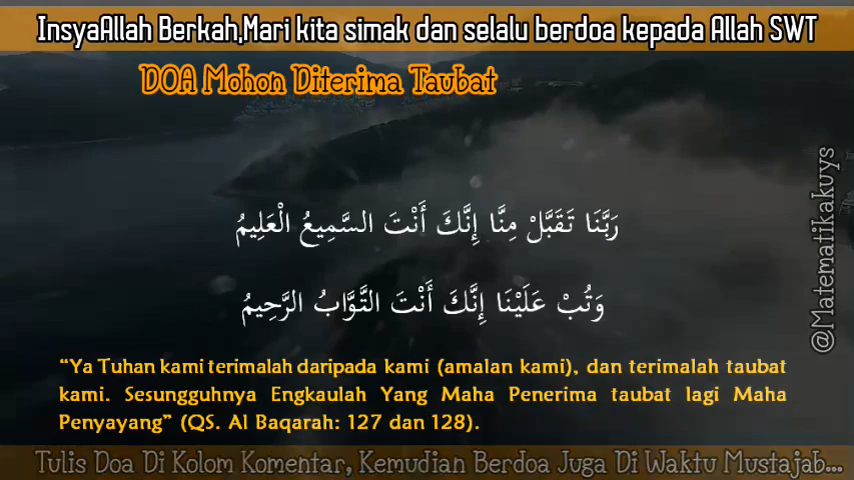 InsyaAllah Berkah,Mari kita simak dan selalu berdoa kepada Allah SWT
DOA Mohon Diterima Taubat
رَبَّنَا تَقَبَّلْ مِنَّا إِنَّكَ أَنْتَ السَّمِيعُ الْعَلِيمُ
وَتُبْ عَلَيْنَا إِنَّكَ أَنْتَ التَّوَّابُ الرَّحِيمُ
“Ya Tuhan kami terimalah daripada kami (amalan kami), dan terimalah taubat
kami. Sesungguhnya Engkaulah Yang Maha Penerima taubat lagi Maha
Penyayang” (QS. Al Baqarah: 127 dan 128).
@Matematikakuys
Tulis Doa Di Kolom Komentar, Kemudian Berdoa Juga Di Waktu Mustajab...